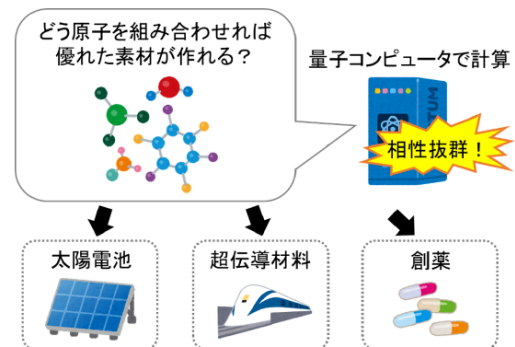 どう原子を組み合わせれば
優れた素材が作れる？
量子コンピュータで計算
相性抜群！
太陽電池
超伝導材料
創薬